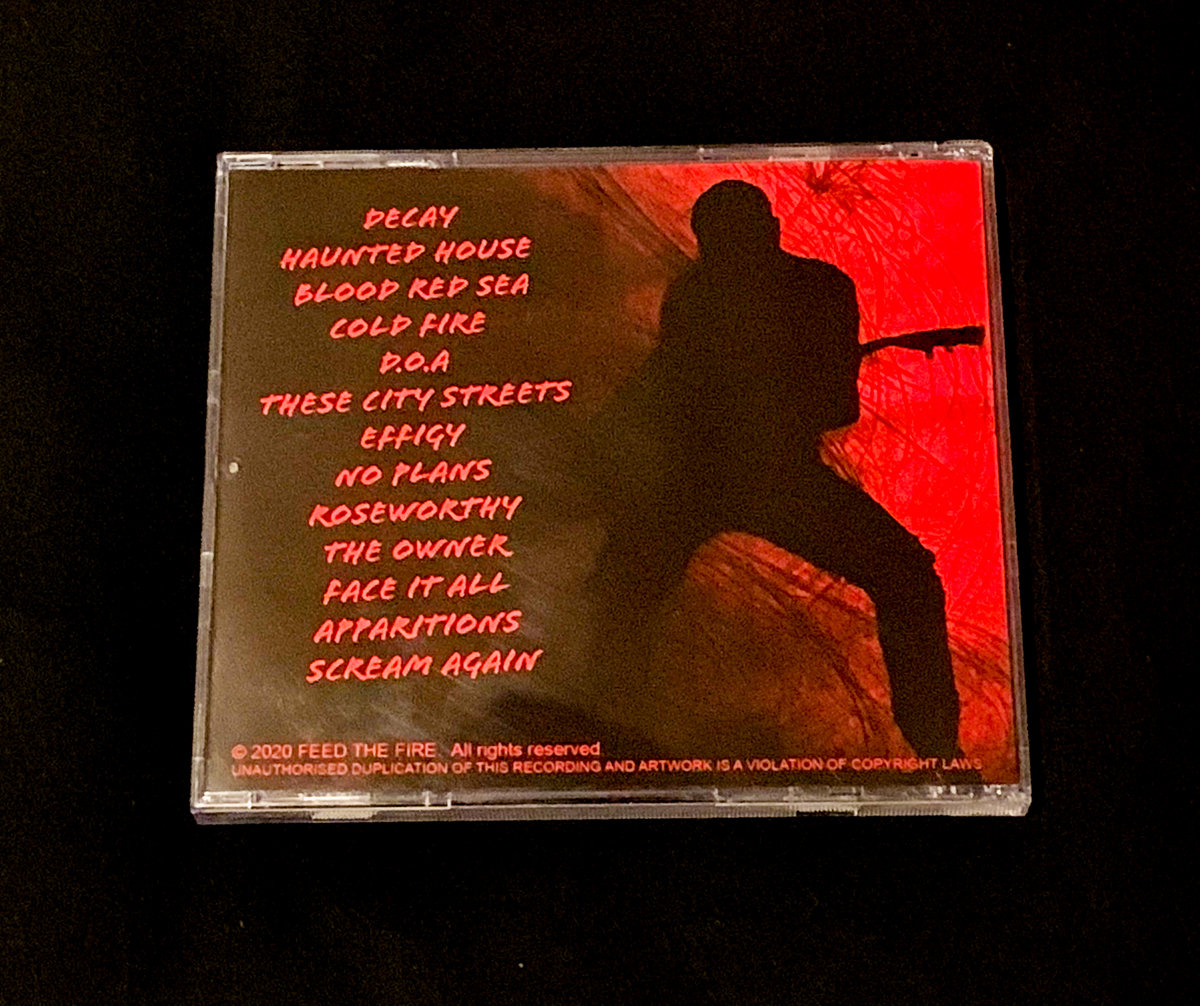 DECAY
HAUNTED HOUSE
BLOOD RED SEA
COLD FIRE
D.O.A
THESE CITY STREETS
EFFIGY
NO PLANS
ROSEWORTHY
THE OWNER
FACE IT ALL
APPARITIONS
SCREAM AGAIN
© 2020 FEED THE FIRE. All rights reserved.
UNAUTHORISED DUPLICATION OF THIS RECORDING AND ARTWORK IS A VIOLATION OF COPYRIGHT LAWS